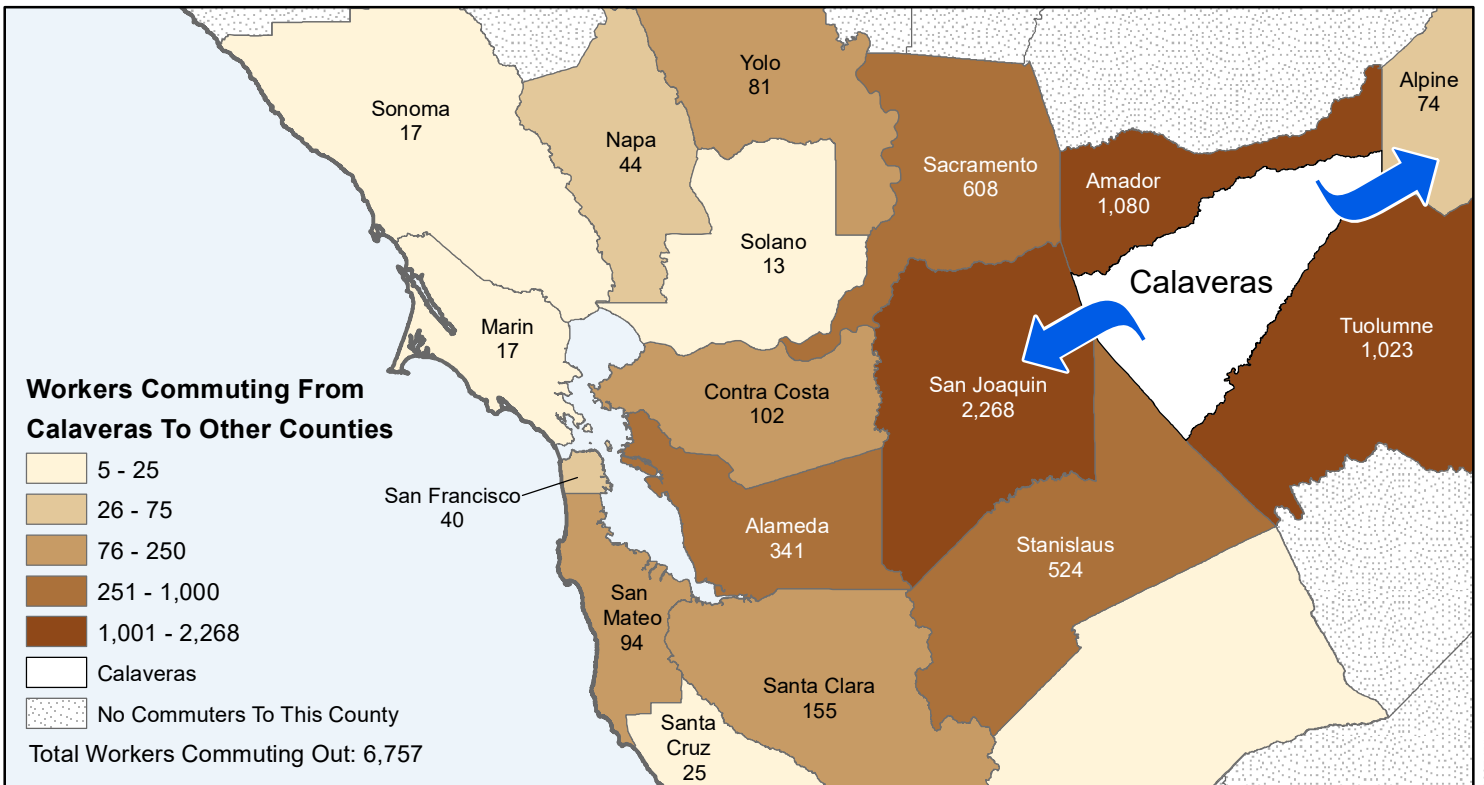 Yolo
81
Alpine
74
Sonoma
17
Napa
44
Sacramento
608
Amador
1,080
Solano
13
Calaveras
Marin
17
Tuolumne
1,023
Contra Costa
102
San Joaquin
2,268
San Francisco
40
Alameda
341
Stanislaus
524
San
Mateo
94
Santa Clara
155
Santa
Cruz
25
Workers Commuting From
Calaveras To Other Counties
5 - 25
26 - 75
76 - 250
251 - 1,000
1,001 - 2,268
Calaveras
No Commuters To This County
Total Workers Commuting Out: 6,757